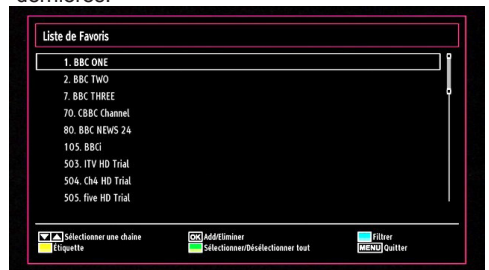 dernières.
Liste de Favoris
1. BBC ONE
2. BBC TWO
7. BBC THREE
70. CBBC Channel
80. BBC NEWS 24
105. BBCi
503. ITV HD Trial
504. Ch4 HD Trial
505. five HD Trial
Sélectionner une chaîne OK Add/Eliminer Filtrer
Étiquette Sélectionner/Désélectionner tout MENU Quitter